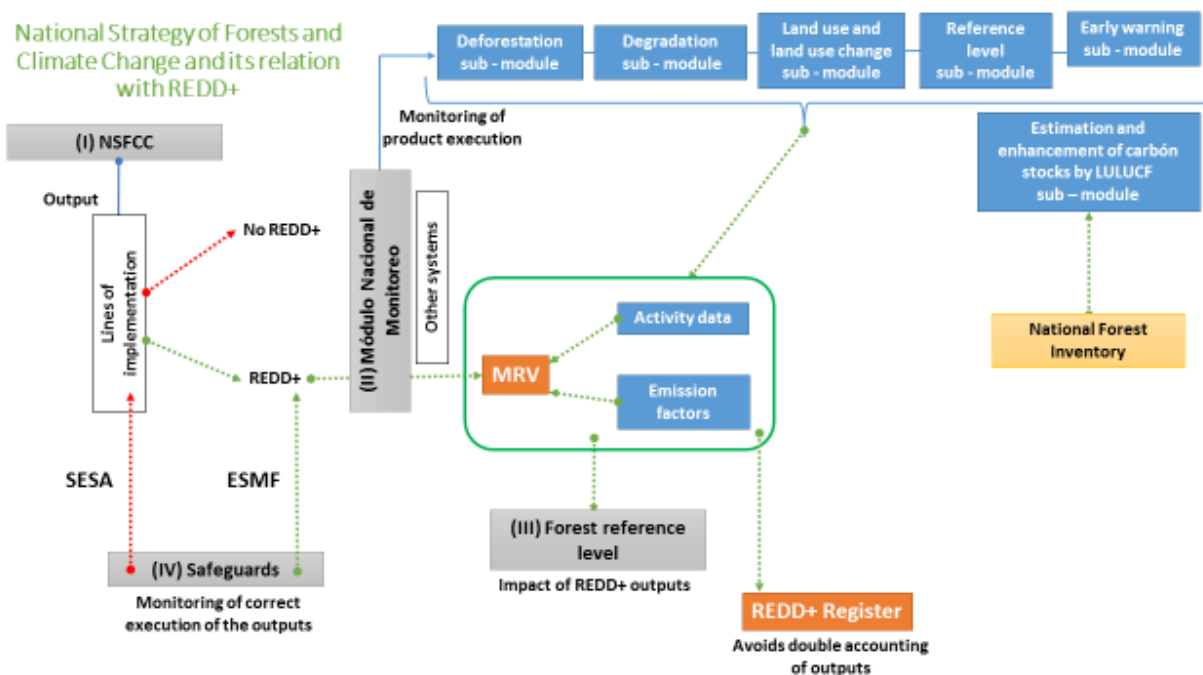 National Strategy of Forests and
Climate Change and its relation
with REDD+
Deforestation
sub - module
Degradation
sub - module
Land use and
land use change
sub - module
Reference
level
sub - module
Early warning
sub - module
Monitoring of
product execution
(I) NSFCC
Output
Lines of
implementation
No REDD+
REDD+
(II) Módulo Nacional de
Monitoreo
Other systems
Estimation and
enhancement of carbón
stocks by LULUCF
sub – module
National Forest
Inventory
Activity data
MRV
Emission
factors
SESA
ESMF
(IV) Safeguards
Monitoring of correct
execution of the outputs
(III) Forest reference
level
Impact of REDD+ outputs
REDD+ Register
Avoids double accounting
of outputs